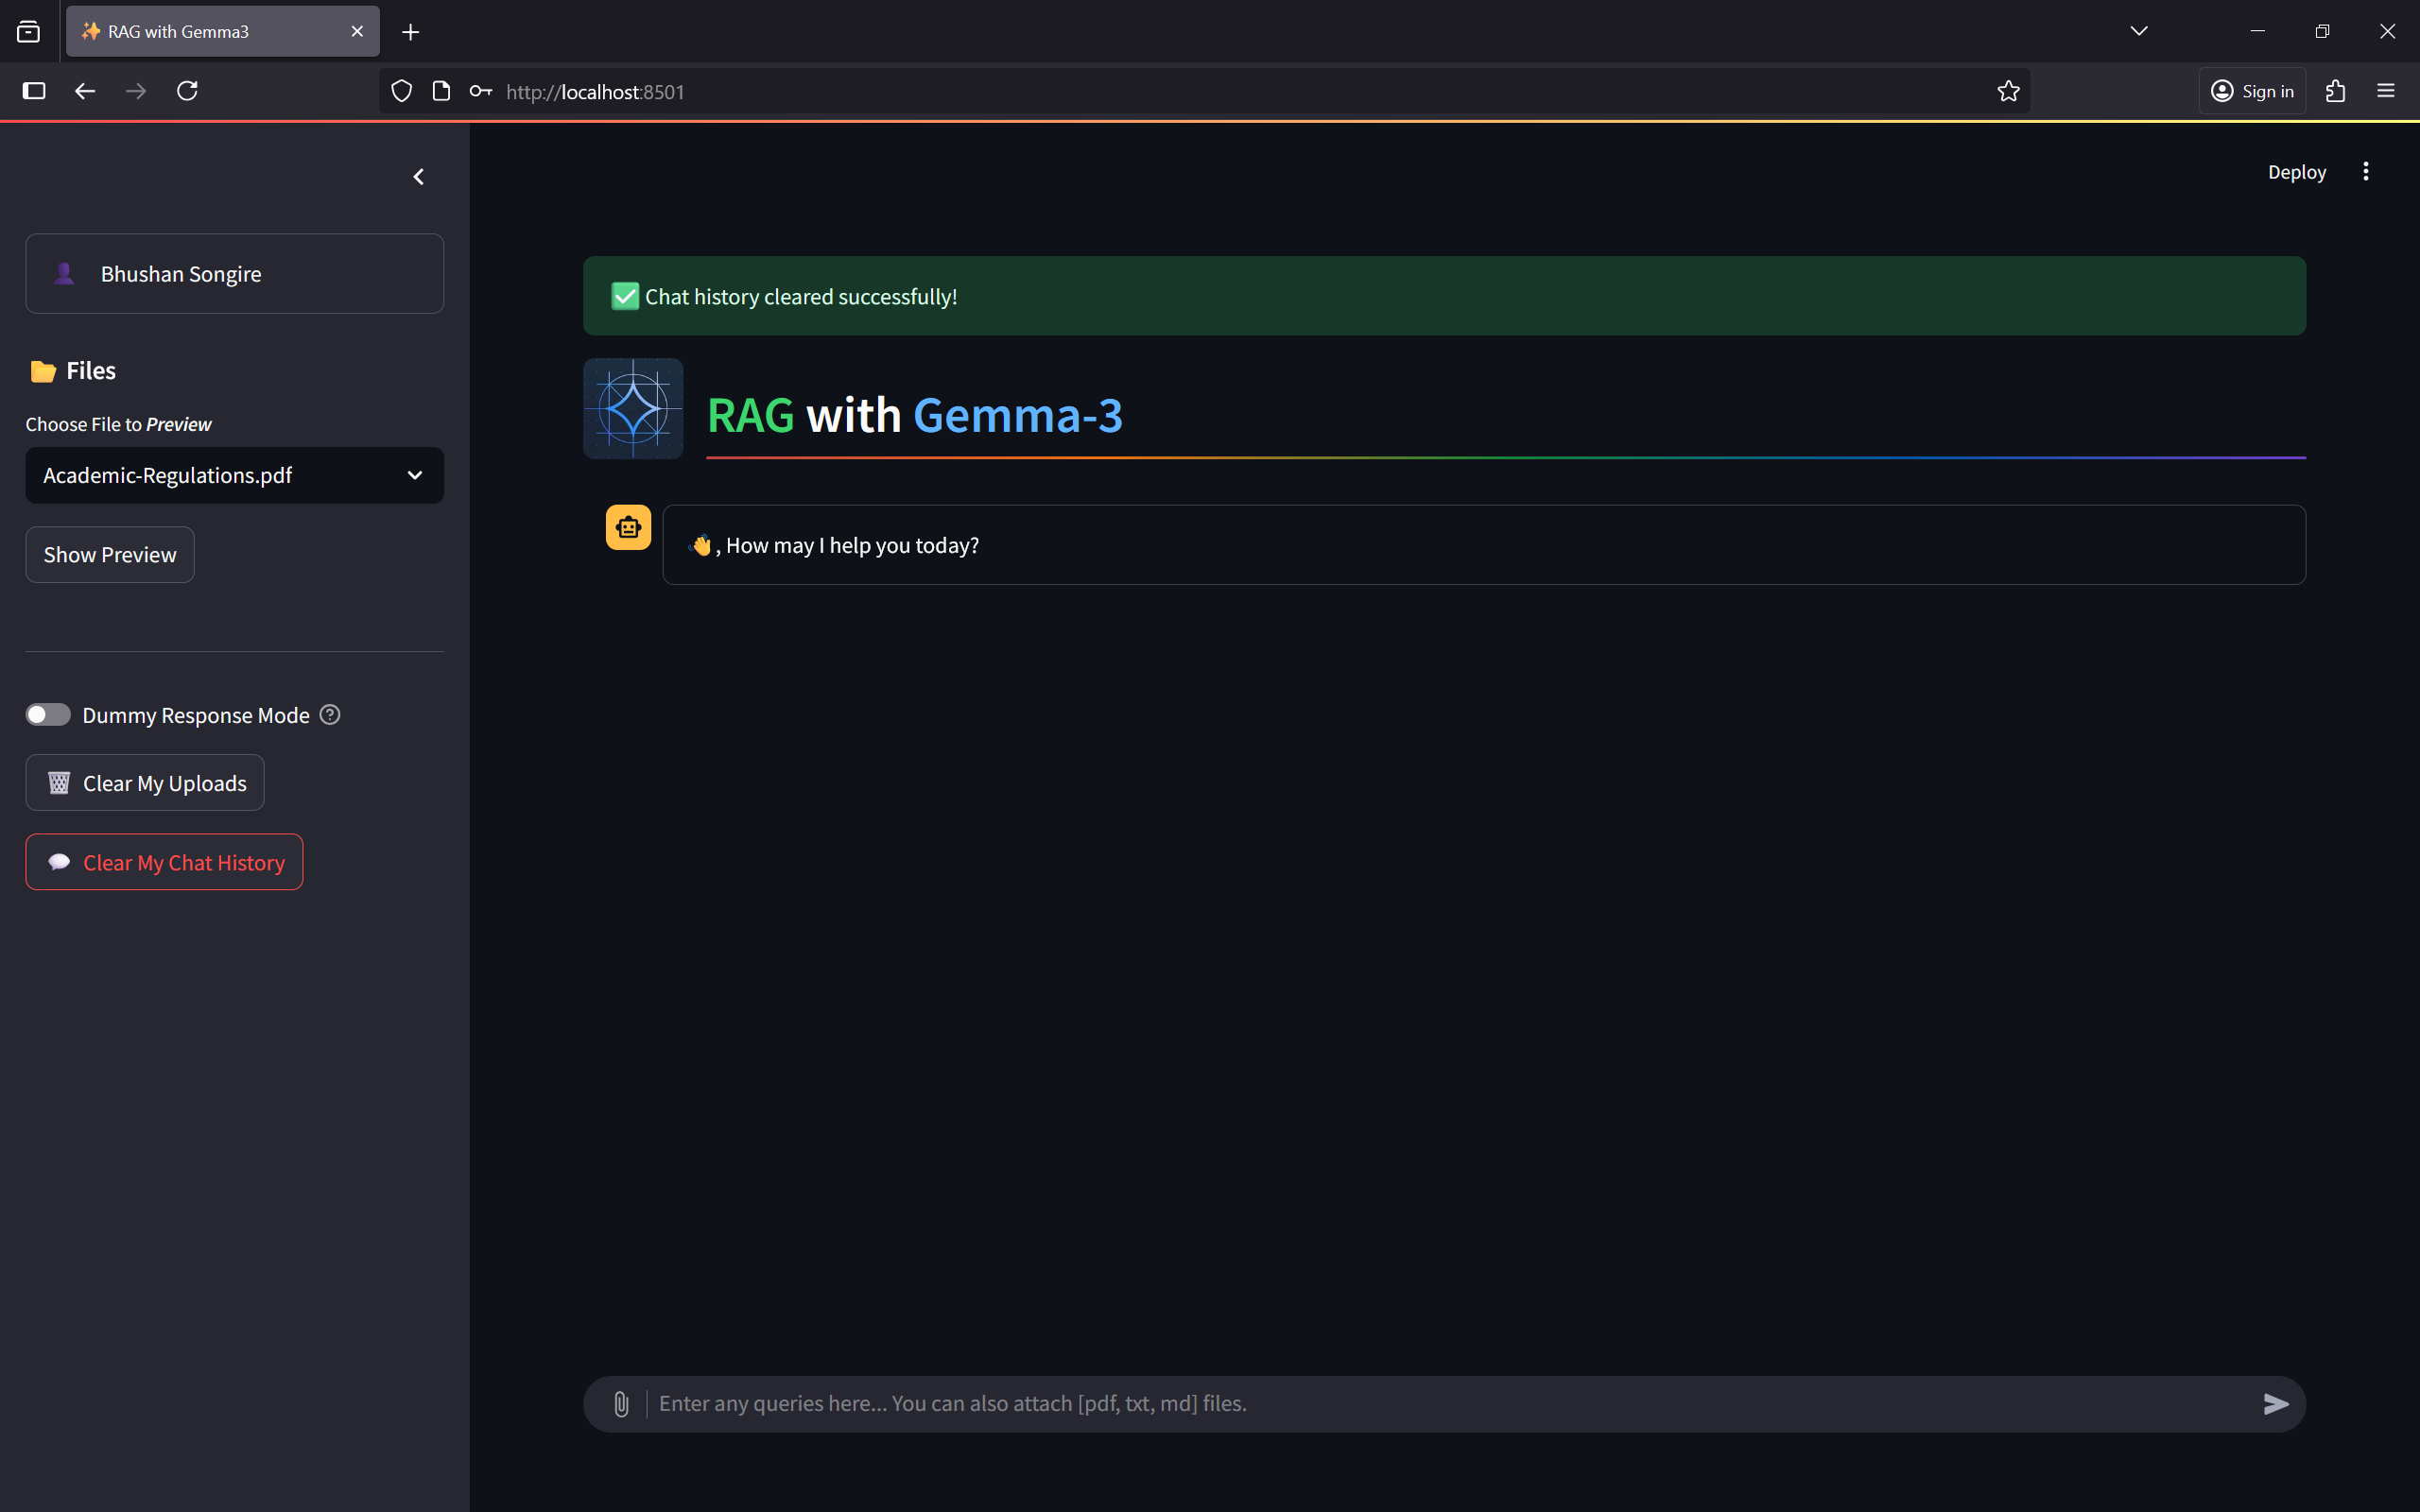 RAG with Gemma3
http://localhost:8501
Sign in
Deploy
Bhushan Songire
Files
Choose File to Preview
Academic-Regulations.pdf
Show Preview
Dummy Response Mode
Clear My Uploads
Clear My Chat History
Chat history cleared successfully!
RAG with Gemma-3
, How may I help you today?
Enter any queries here... You can also attach [pdf, txt, md] files.